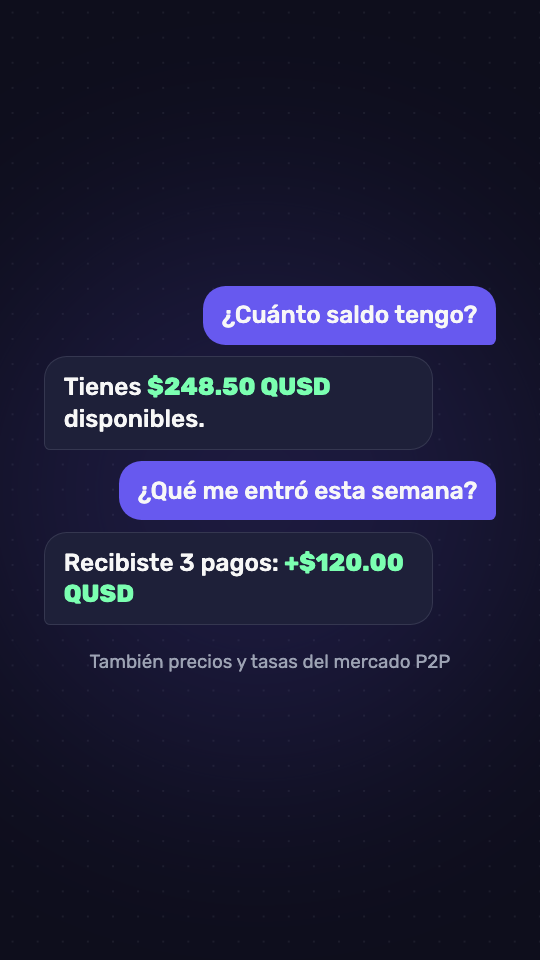 ¿Cuánto saldo tengo?
Tienes $248.50 QUSD
disponibles.
¿Qué me entró esta semana?
Recibiste 3 pagos: +$120.00
QUSD
También precios y tasas del mercado P2P